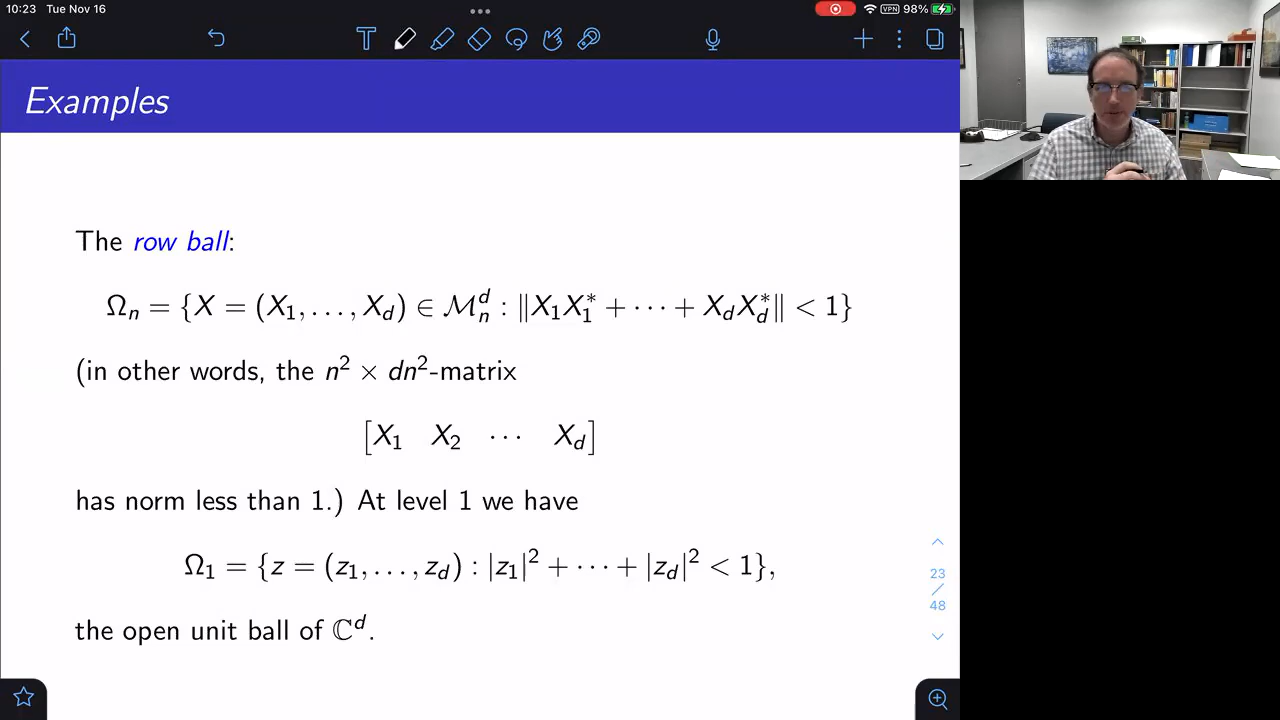 10:23 Tue Nov 16
VPN 98%
Examples
The row ball:
Ωₙ = {X = (X₁, . . . , X_d) ∈ ℳₙᵈ : ‖X₁X₁* + · · · + X_dX_d*‖ < 1}
(in other words, the n² × dn²-matrix
[X₁ X₂ · · · X_d]
has norm less than 1.) At level 1 we have
Ω₁ = {z = (z₁, . . . , z_d) : |z₁|² + · · · + |z_d|² < 1},
the open unit ball of ℂᵈ.
23
/
48